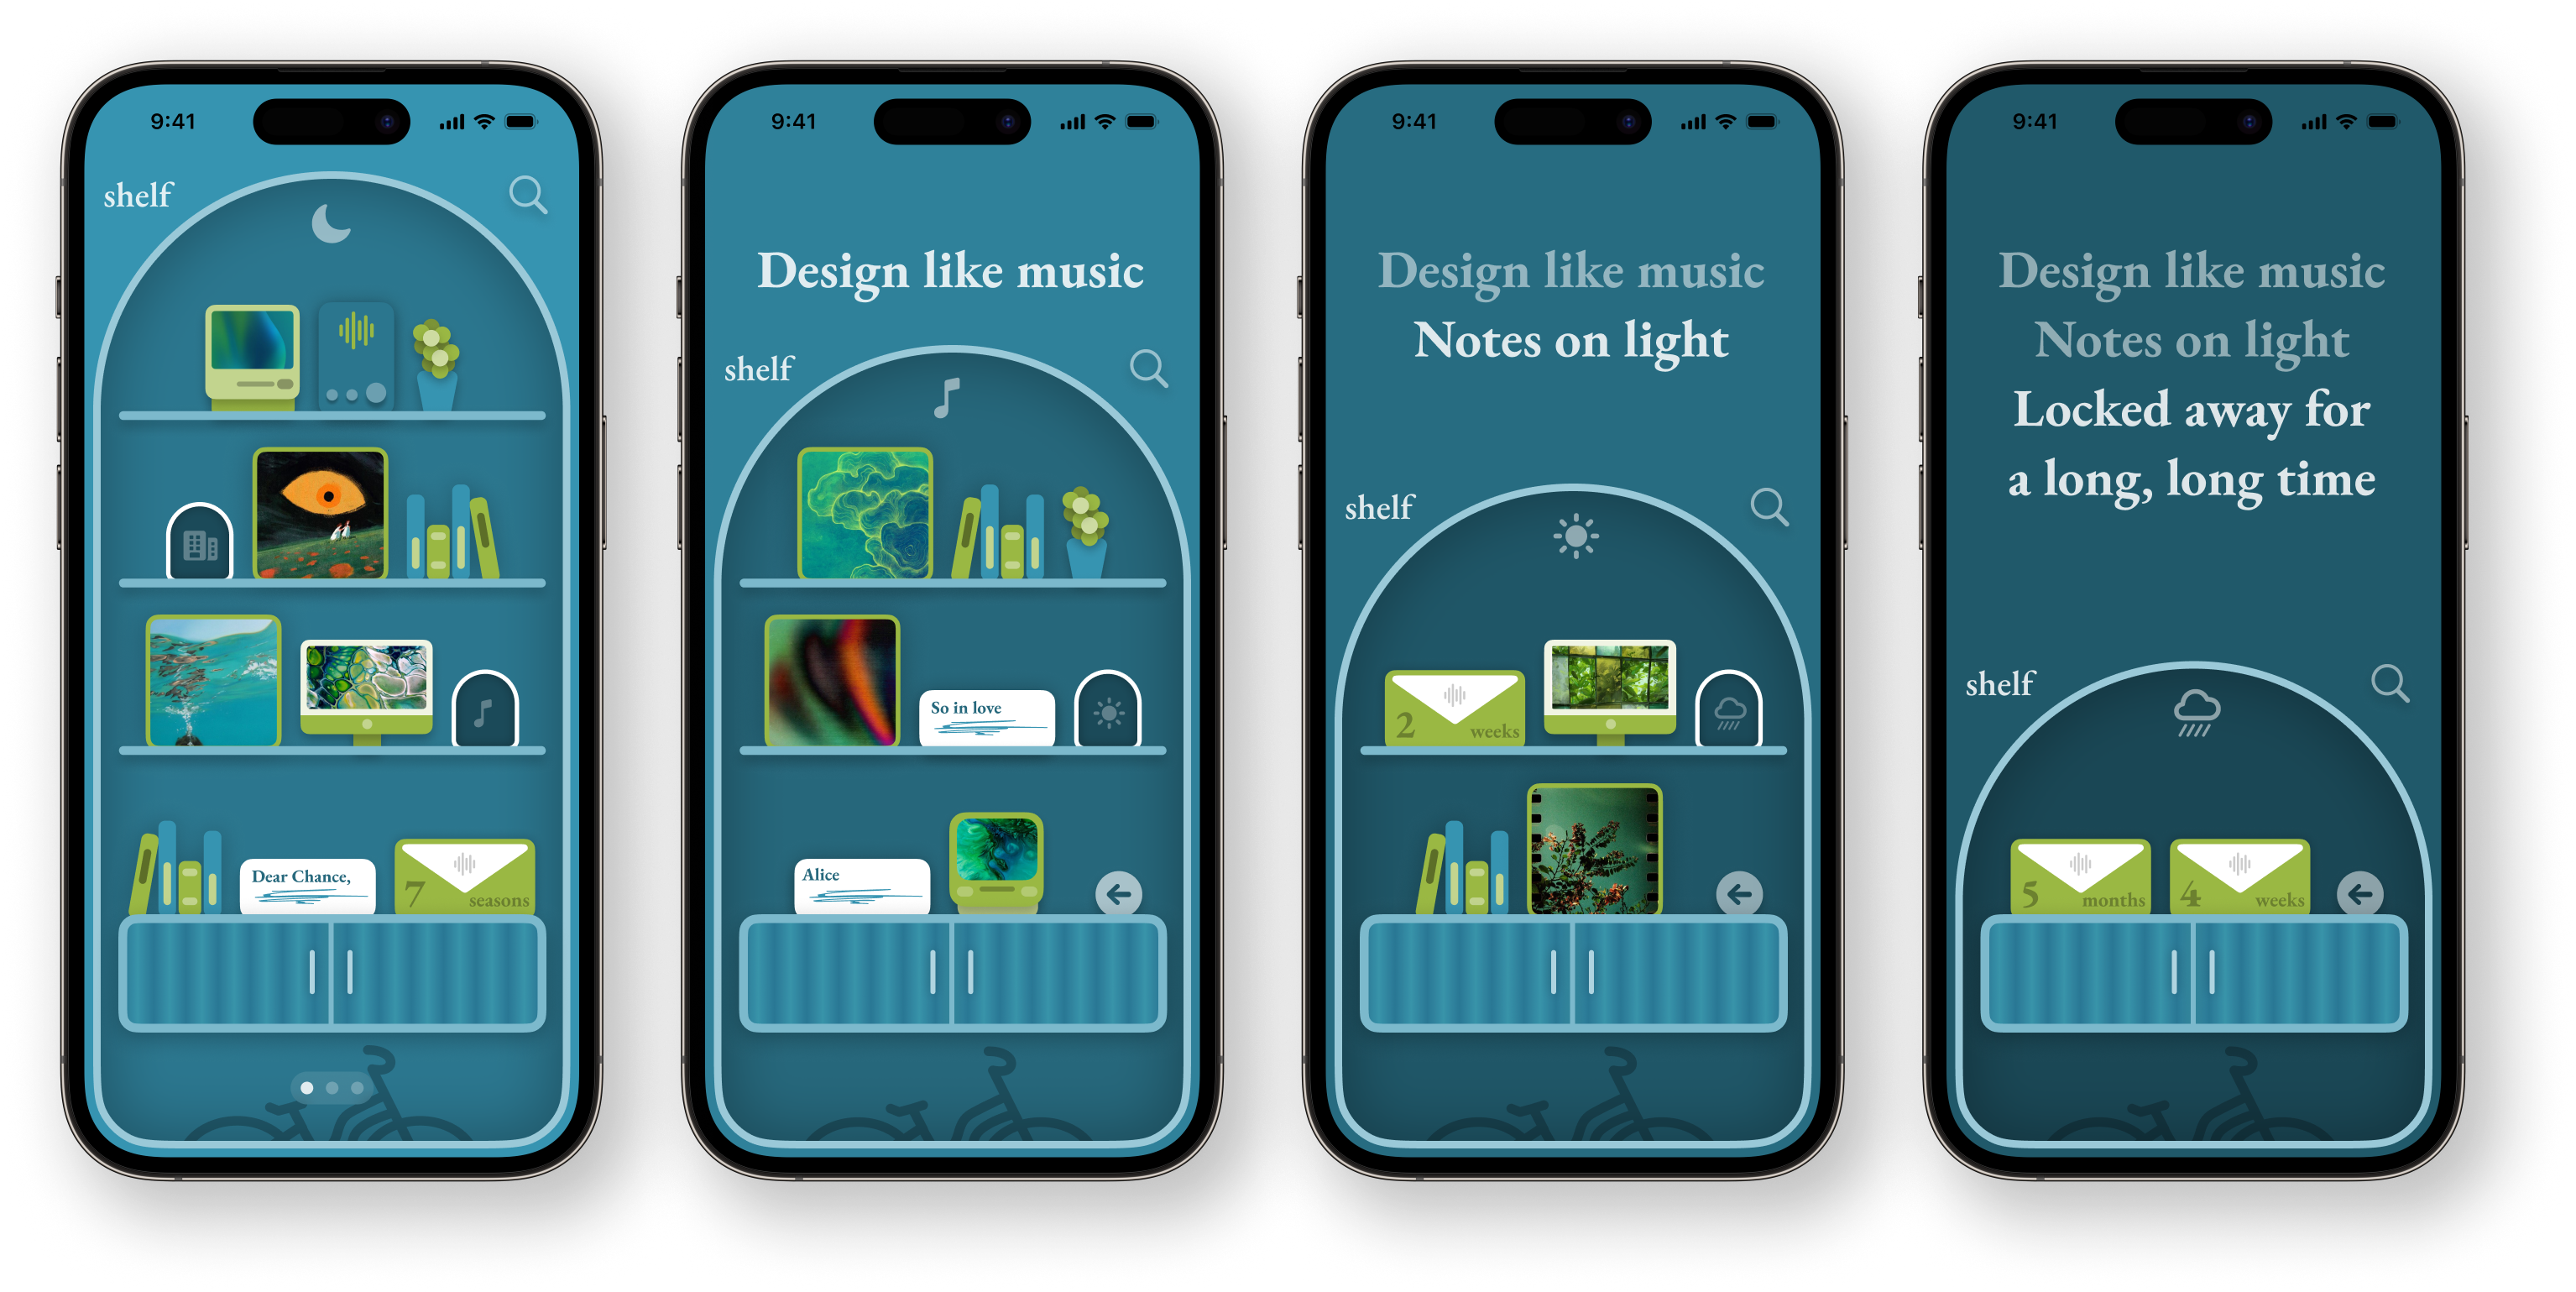 9:41
shelf
Dear Chance,
7 seasons
9:41
Design like music
shelf
So in love
Alice
9:41
Design like music
Notes on light
shelf
2 weeks
9:41
Design like music
Notes on light
Locked away for
a long, long time
shelf
5 months
4 weeks